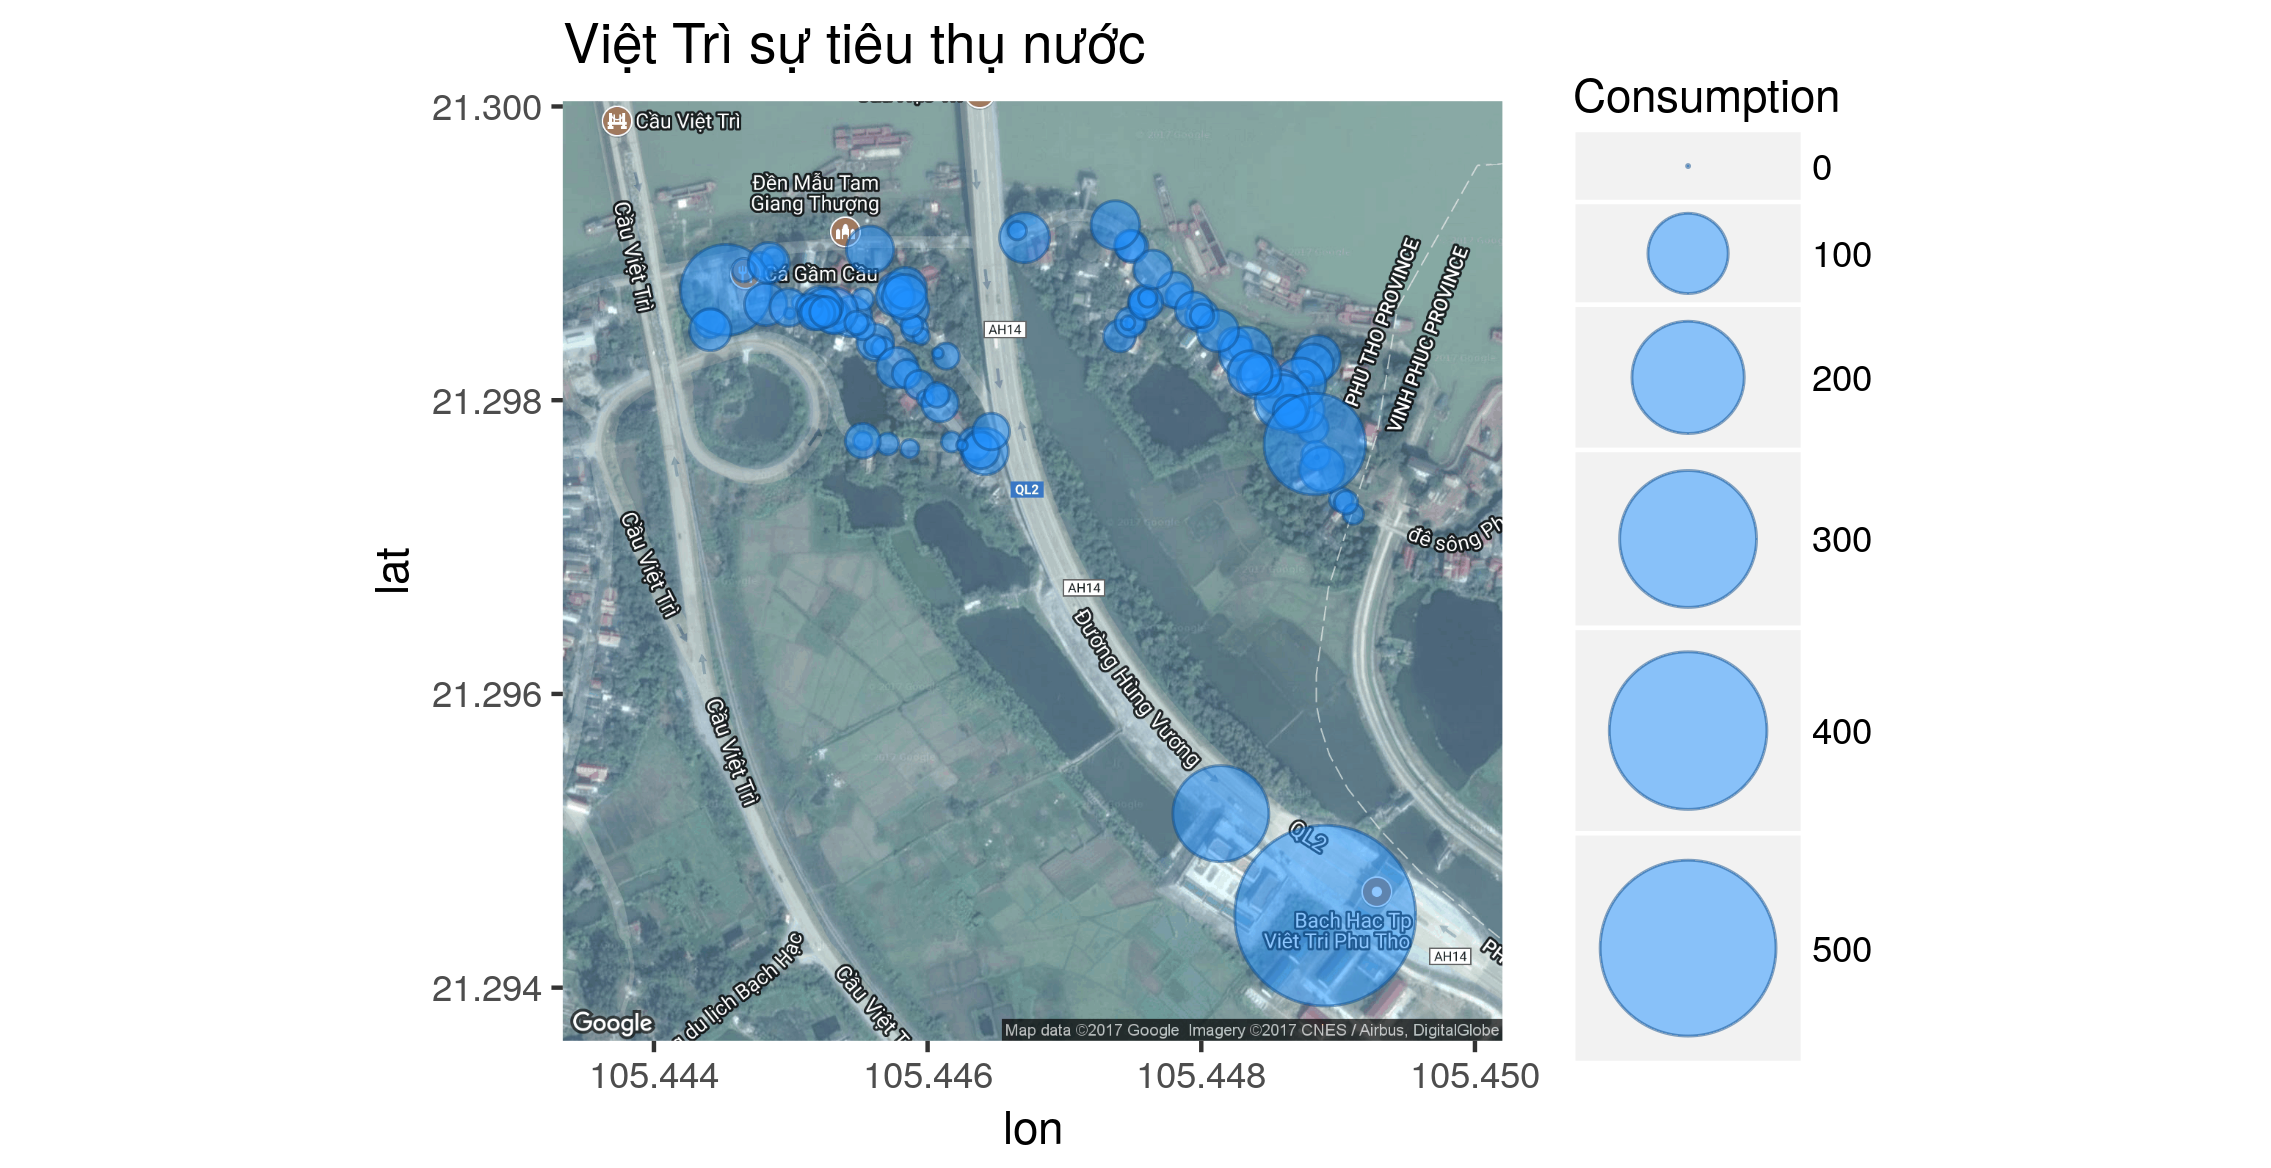 Việt Trì sự tiêu thụ nước
Consumption
0
100
200
300
400
500
lat
21.300
21.298
21.296
21.294
Cầu Việt Trì
Đền Mẫu Tam
Giang Thượng
Cá Gầm Cầu
Cầu Việt Trì
AH14
PHU THO PROVINCE
VINH PHUC PROVINCE
QL2
đê sông Ph
Cầu Việt Trì
AH14
Đường Hùng Vương
Cầu Việt Trì
QL2
Bach Hac Tp
Việt Tri Phu Tho
AH14
PH
du lịch Bạch Hạc
Cầu Việt T
Google
Map data ©2017 Google Imagery ©2017 CNES / Airbus, DigitalGlobe
105.444
105.446
105.448
105.450
lon